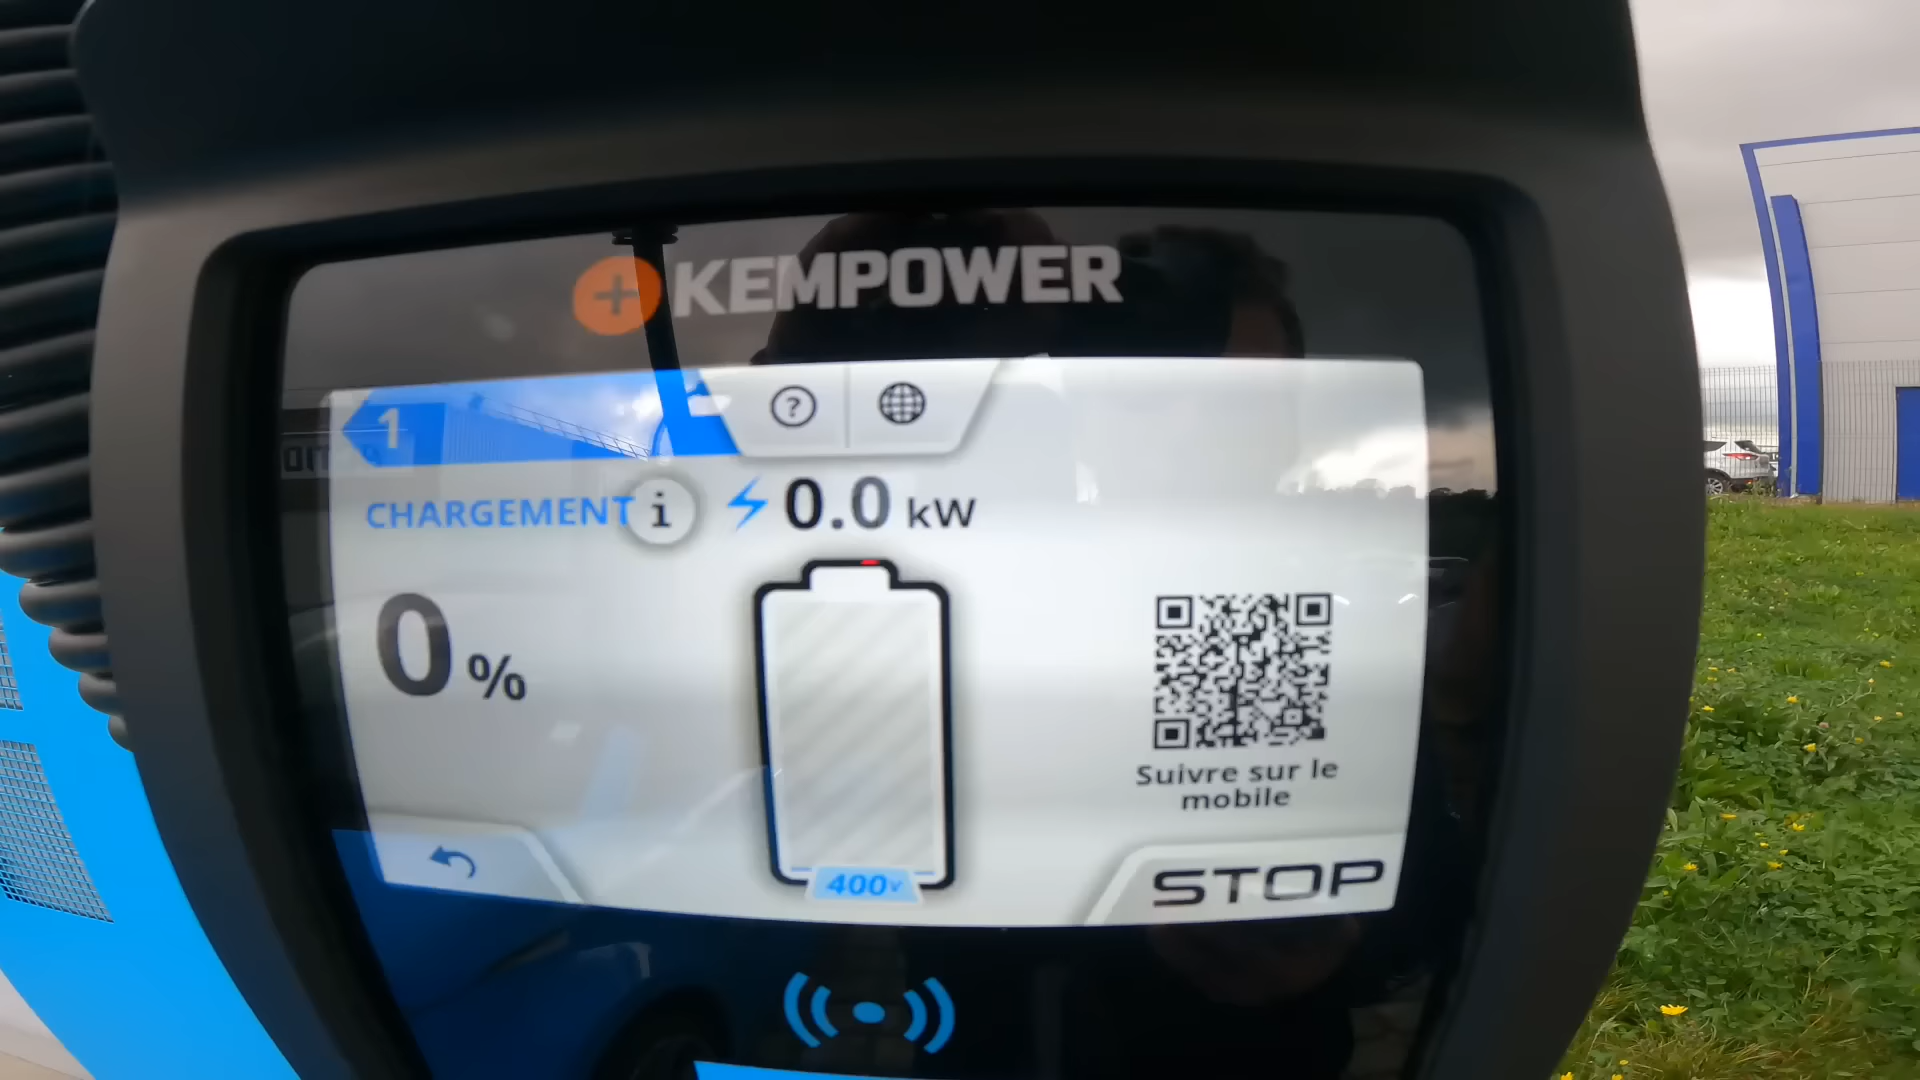 KEMPOWER
1
?
CHARGEMENT i 0.0 kW
0 %
Suivre sur le
mobile
400V
STOP